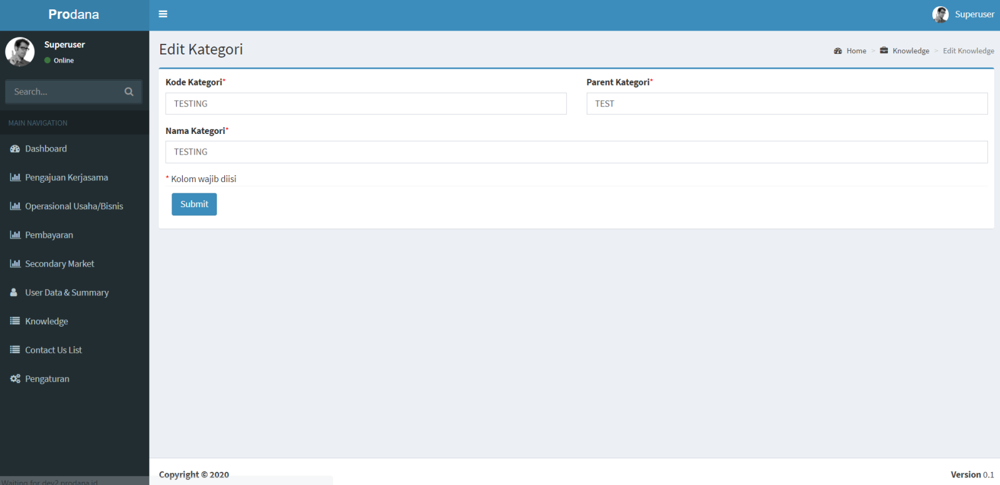 Prodana
Superuser
Superuser
Online
Search...
MAIN NAVIGATION
Dashboard
Pengajuan Kerjasama
Operasional Usaha/Bisnis
Pembayaran
Secondary Market
User Data & Summary
Knowledge
Contact Us List
Pengaturan
Edit Kategori
Home > Knowledge > Edit Knowledge
Kode Kategori*
TESTING
Parent Kategori*
TEST
Nama Kategori*
TESTING
* Kolom wajib diisi
Submit
Copyright © 2020
Version 0.1
Waiting for dev2.prodana.id